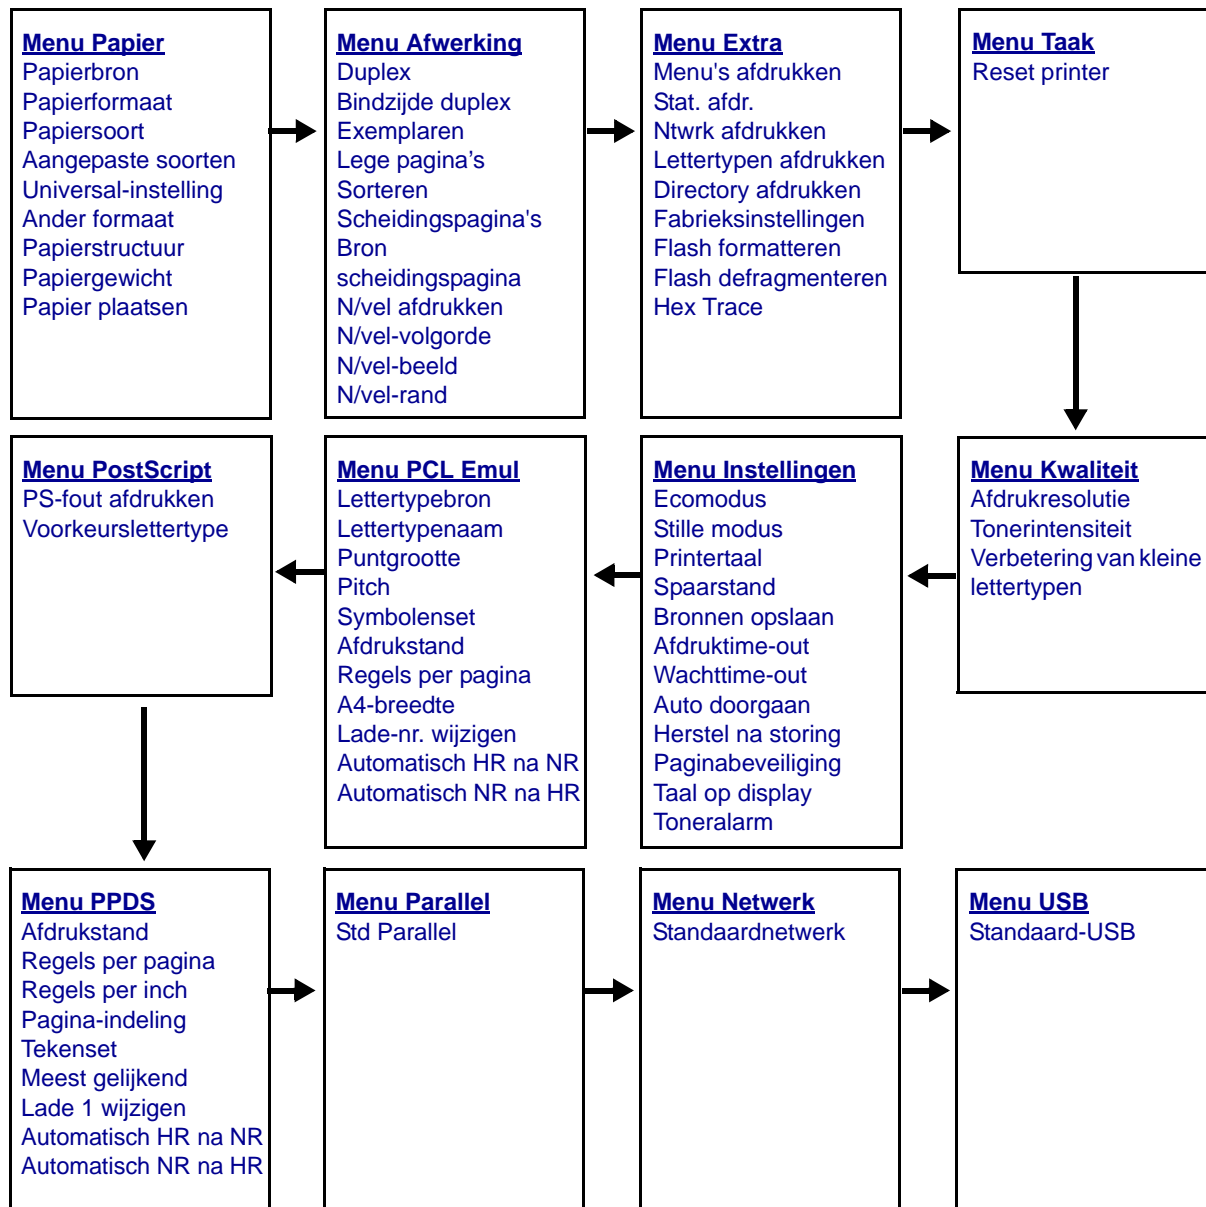 Menu Papier
Papierbron
Papierformaat
Papiersoort
Aangepaste soorten
Universal-instelling
Ander formaat
Papierstructuur
Papiergewicht
Papier plaatsen
Menu Afwerking
Duplex
Bindzijde duplex
Exemplaren
Lege pagina’s
Sorteren
Scheidingspagina's
Bron
scheidingspagina
N/vel afdrukken
N/vel-volgorde
N/vel-beeld
N/vel-rand
Menu Extra
Menu's afdrukken
Stat. afdr.
Ntwrk afdrukken
Lettertypen afdrukken
Directory afdrukken
Fabrieksinstellingen
Flash formatteren
Flash defragmenteren
Hex Trace
Menu Taak
Reset printer
Menu PostScript
PS-fout afdrukken
Voorkeurslettertype
Menu PCL Emul
Lettertypebron
Lettertypenaam
Puntgrootte
Pitch
Symbolenset
Afdrukstand
Regels per pagina
A4-breedte
Lade-nr. wijzigen
Automatisch HR na NR
Automatisch NR na HR
Menu Instellingen
Ecomodus
Stille modus
Printertaal
Spaarstand
Bronnen opslaan
Afdruktime-out
Wachttime-out
Auto doorgaan
Herstel na storing
Paginabeveiliging
Taal op display
Toneralarm
Menu Kwaliteit
Afdrukresolutie
Tonerintensiteit
Verbetering van kleine
lettertypen
Menu PPDS
Afdrukstand
Regels per pagina
Regels per inch
Pagina-indeling
Tekenset
Meest gelijkend
Lade 1 wijzigen
Automatisch HR na NR
Automatisch NR na HR
Menu Parallel
Std Parallel
Menu Netwerk
Standaardnetwerk
Menu USB
Standaard-USB